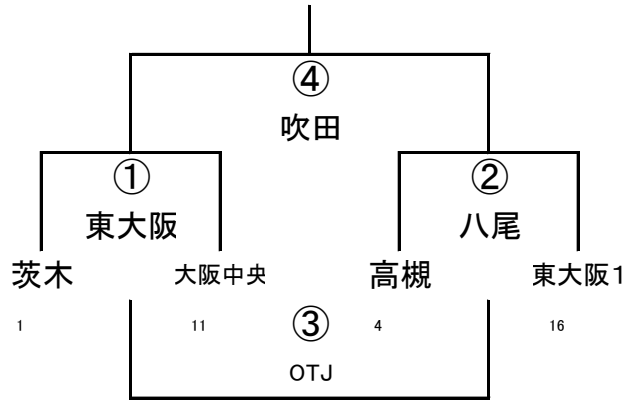 ④
吹田
① ②
東大阪 八尾
茨木 大阪中央 高槻 東大阪1
1 11 ③ 4 16
OTJ